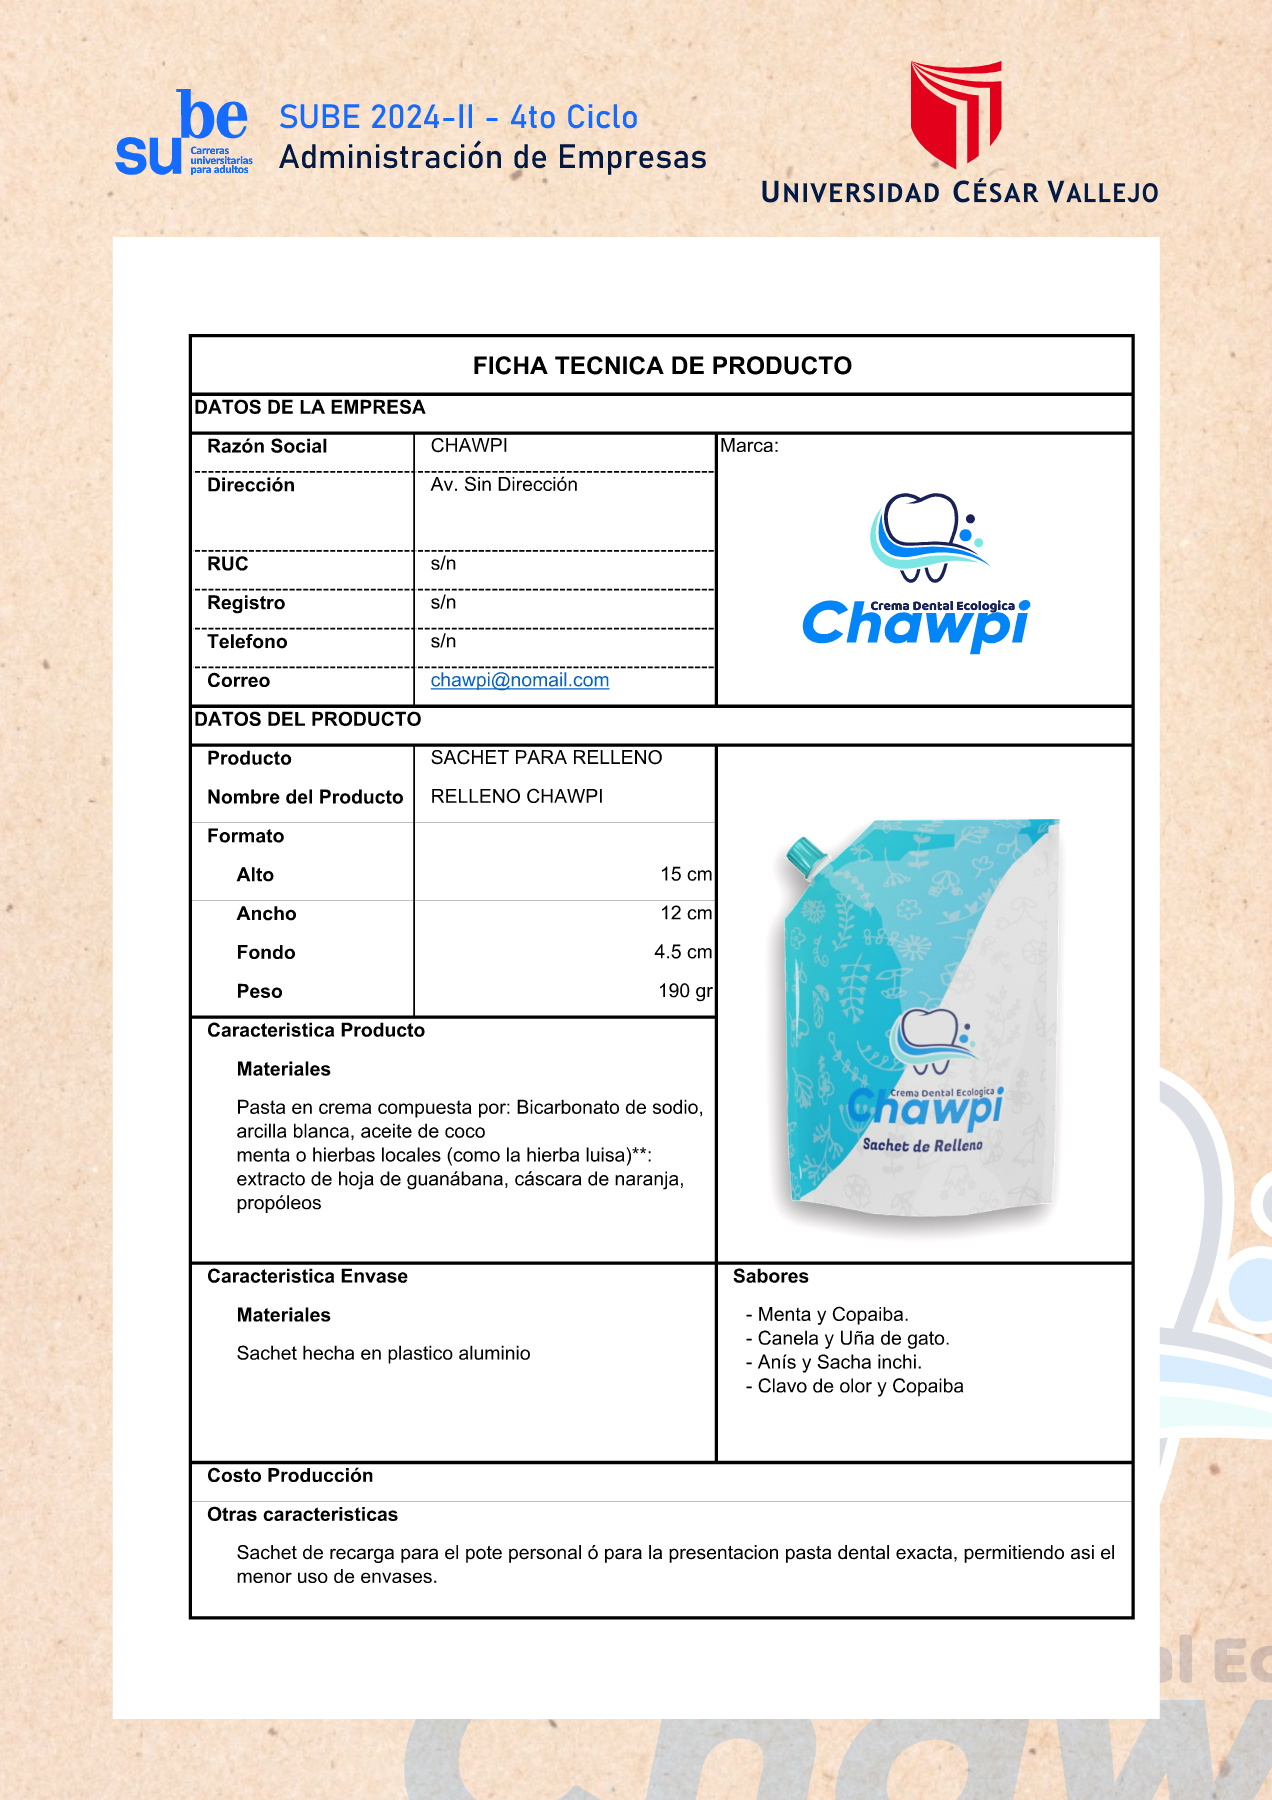 be
su
Carreras
universitarias
para adultos
SUBE 2024-II - 4to Ciclo
Administración de Empresas
UNIVERSIDAD CÉSAR VALLEJO
FICHA TECNICA DE PRODUCTO
DATOS DE LA EMPRESA
Razón Social CHAWPI
Marca:
Dirección Av. Sin Dirección
RUC s/n
Registro s/n
Telefono s/n
Correo chawpi@nomail.com
Crema Dental Ecologica
Chawpi
DATOS DEL PRODUCTO
Producto SACHET PARA RELLENO
Nombre del Producto RELLENO CHAWPI
Formato
Alto 15 cm
Ancho 12 cm
Fondo 4.5 cm
Peso 190 gr
Crema Dental Ecologica
Chawpi
Sachet de Relleno
Caracteristica Producto
Materiales
Pasta en crema compuesta por: Bicarbonato de sodio,
arcilla blanca, aceite de coco
menta o hierbas locales (como la hierba luisa)**:
extracto de hoja de guanábana, cáscara de naranja,
propóleos
Caracteristica Envase
Materiales
Sachet hecha en plastico aluminio
Sabores
- Menta y Copaiba.
- Canela y Uña de gato.
- Anís y Sacha inchi.
- Clavo de olor y Copaiba
Costo Producción
Otras caracteristicas
Sachet de recarga para el pote personal ó para la presentacion pasta dental exacta, permitiendo asi el
menor uso de envases.
al Ec
Chaw